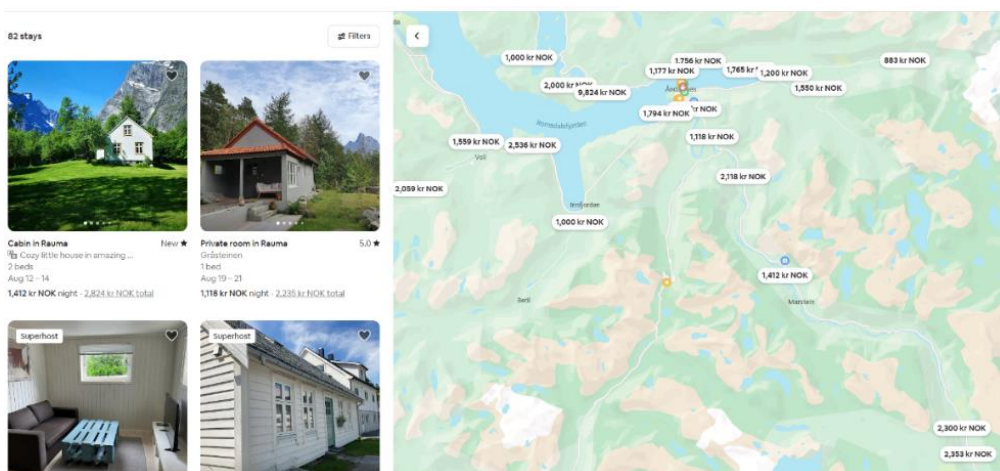 82 stays
Filters
Cabin in Rauma
New ★
Cozy little house in amazing ...
2 beds
Aug 12 – 14
1,412 kr NOK night · 2,824 kr NOK total
Private room in Rauma
5.0 ★
Gråsteinen
1 bed
Aug 19 – 21
1,118 kr NOK night · 2,235 kr NOK total
Superhost
Superhost
1,000 kr NOK
1,756 kr NOK
883 kr NOK
1,177 kr NOK
1,765 kr
1,200 kr NOK
2,000 kr NOK
9,824 kr NOK
1,550 kr NOK
1,794 kr NOK
kr NOK
Romsdalsfjorden
1,118 kr NOK
1,559 kr NOK
2,536 kr NOK
2,118 kr NOK
2,059 kr NOK
Isfjorden
1,000 kr NOK
1,412 kr NOK
2,300 kr NOK
2,353 kr NOK